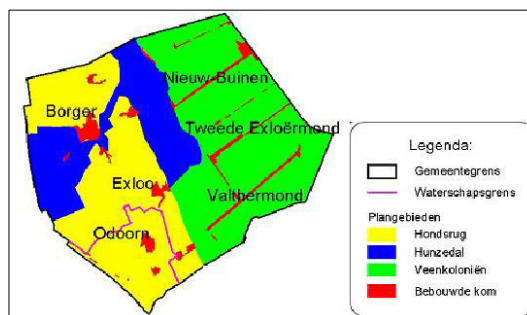 Nieuw-Buinen
Borger
Tweede Exloërmond
Exloo
Valthermond
Odoorn
Legenda:
Gemeentegrens
Waterschapsgrens
Plangebieden
Hondsrug
Hunzedal
Veenkoloniën
Bebouwde kom